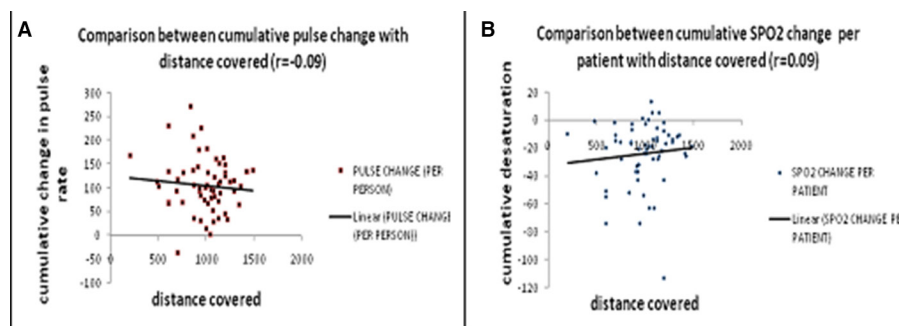 A
Comparison between cumulative pulse change with
distance covered (r=-0.09)
cumulative change in pulse
rate
300
250
200
150
100
50
0
-50
-100
0
500
1000
1500
2000
PULSE CHANGE (PER
PERSON)
Linear (PULSE CHANGE
(PER PERSON))
distance covered
B
Comparison between cumulative SPO2 change per
patient with distance covered (r=0.09)
cumulative desaturation
20
0
-20
-40
-60
-80
-100
-120
0
500
1000
1500
2000
SPO2 CHANGE PER
PATIENT
Linear (SPO2 CHANGE PE
PATIENT)
distance covered